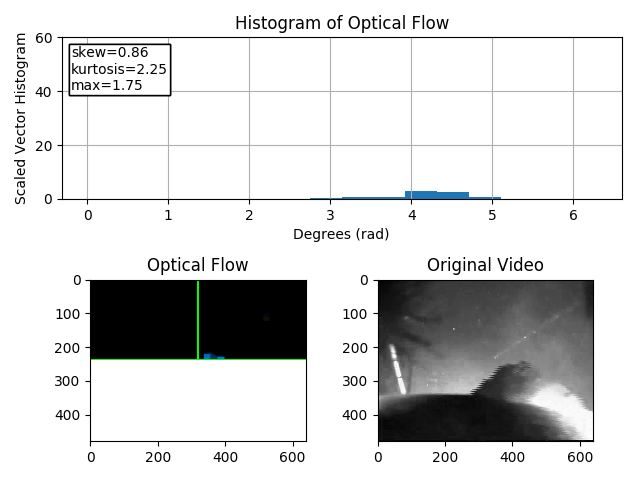 Histogram of Optical Flow
Scaled Vector Histogram
60
40
20
0
skew=0.86
kurtosis=2.25
max=1.75
0 1 2 3 4 5 6
Degrees (rad)
Optical Flow
0
100
200
300
400
0 200 400 600
Original Video
0
100
200
300
400
0 200 400 600